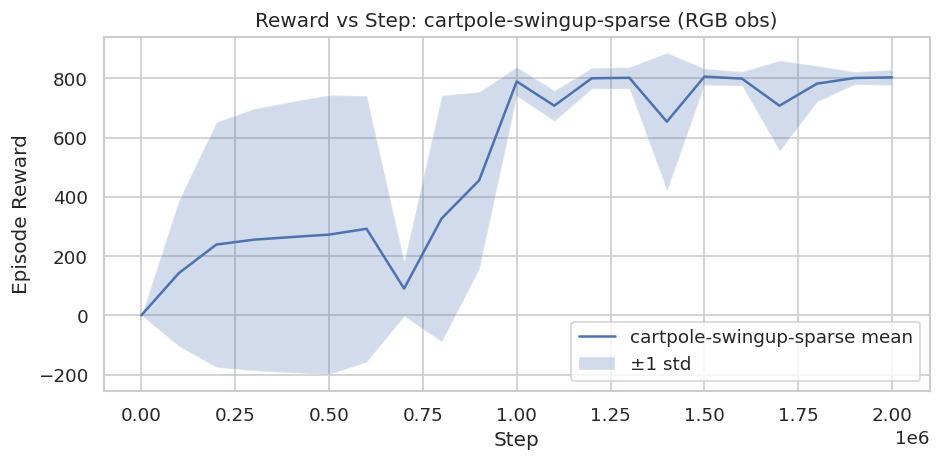 Reward vs Step: cartpole-swingup-sparse (RGB obs)
Episode Reward
800
600
400
200
0
−200
cartpole-swingup-sparse mean
±1 std
0.00 0.25 0.50 0.75 1.00 1.25 1.50 1.75 2.00
1e6
Step